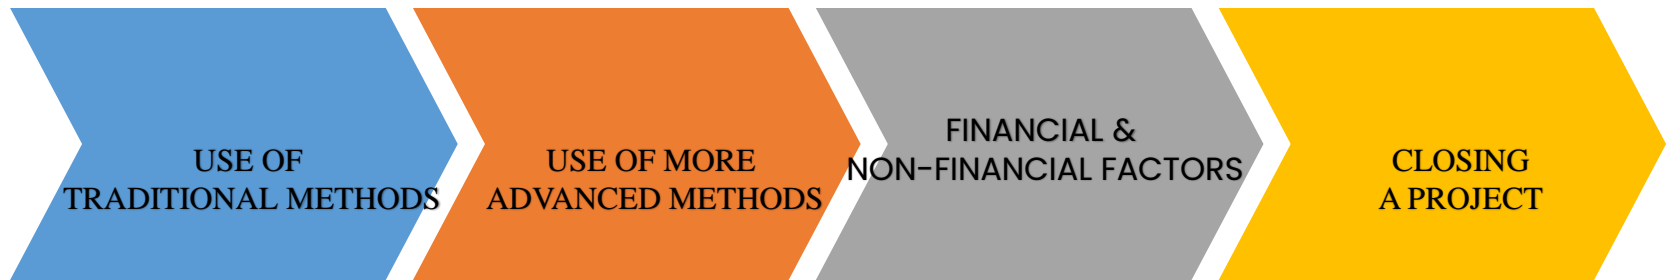 USE OF
TRADITIONAL METHODS
USE OF MORE
ADVANCED METHODS
FINANCIAL &
NON-FINANCIAL FACTORS
CLOSING
A PROJECT